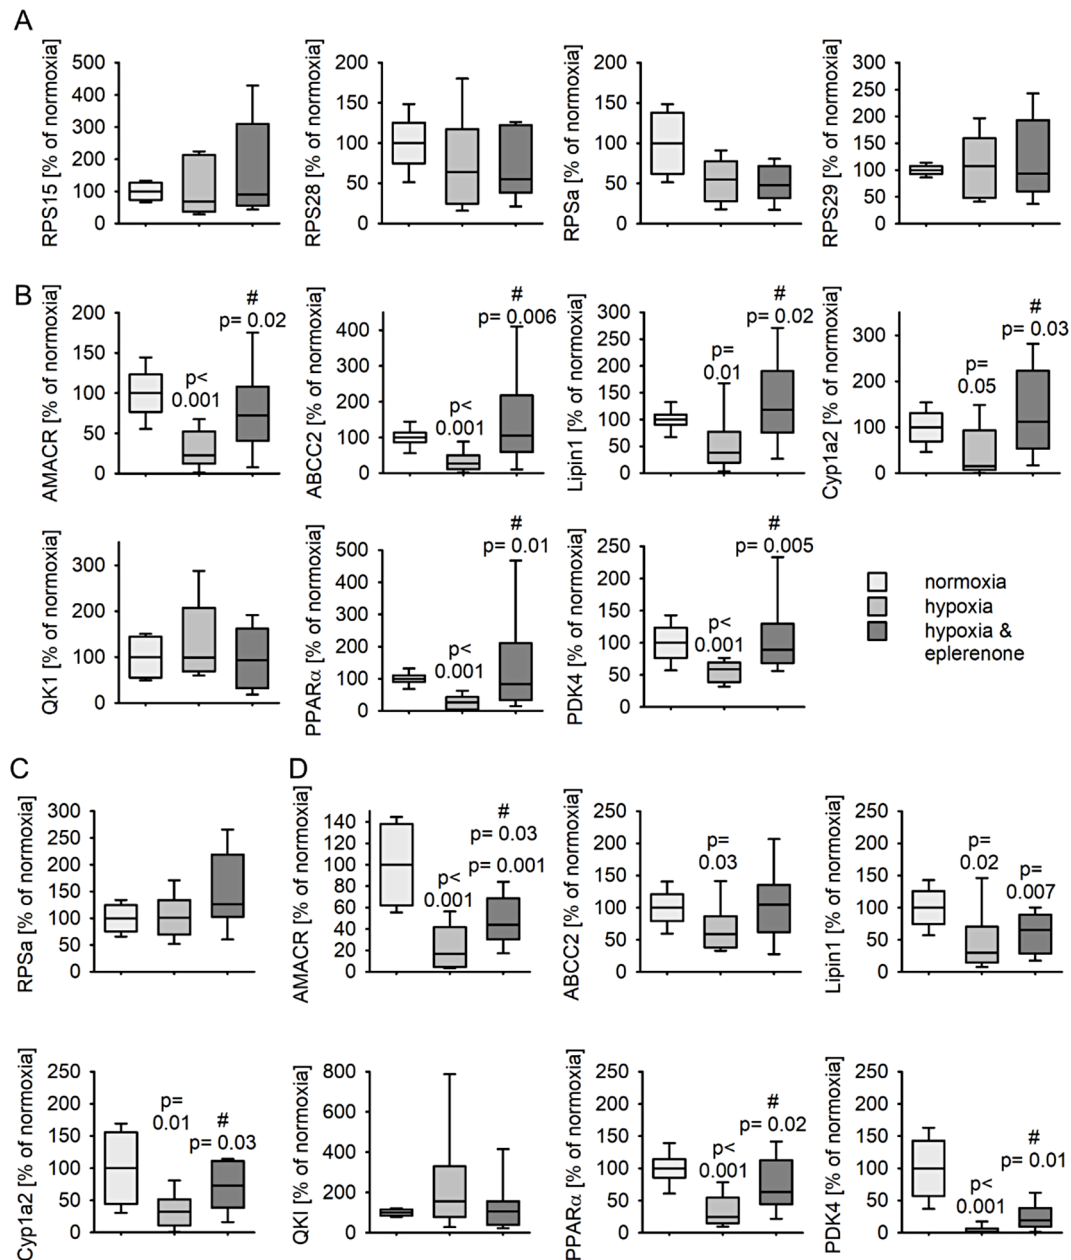 A
RPS15 [% of normoxia]
500
400
300
200
100
0
RPS28 [% of normoxia]
200
150
100
50
0
RPSa [% of normoxia]
200
150
100
50
0
RPS29 [% of normoxia]
300
250
200
150
100
50
0
B
AMACR [% of normoxia]
200
150
100
50
0
p<
0.001
#
p= 0.02
ABCC2 [% of normoxia]
400
300
200
100
0
p<
0.001
#
p= 0.006
Lipin1 [% of normoxia]
300
250
200
150
100
50
0
p=
0.01
#
p= 0.02
Cyp1a2 [% of normoxia]
300
200
100
0
p=
0.05
#
p= 0.03
QK1 [% of normoxia]
300
200
100
0
PPARα [% of normoxia]
500
400
300
200
100
0
p<
0.001
#
p= 0.01
PDK4 [% of normoxia]
250
200
150
100
50
0
p<
0.001
#
p= 0.005
normoxia
hypoxia
hypoxia &
eplerenone
C
RPSa [% of normoxia]
300
250
200
150
100
50
0
D
AMACR [% of normoxia]
140
120
100
80
60
40
20
0
p<
0.001
#
p= 0.03
p= 0.001
ABCC2 [% of normoxia]
250
200
150
100
50
0
p=
0.03
Lipin1 [% of normoxia]
250
200
150
100
50
0
p=
0.02
p=
0.007
Cyp1a2 [% of normoxia]
250
200
150
100
50
0
p=
0.01
#
p= 0.03
QKI [% of normoxia]
800
600
400
200
0
PPARα [% of normoxia]
250
200
150
100
50
0
p<
0.001
#
p= 0.02
PDK4 [% of normoxia]
250
200
150
100
50
0
p<
0.001
#
p= 0.01